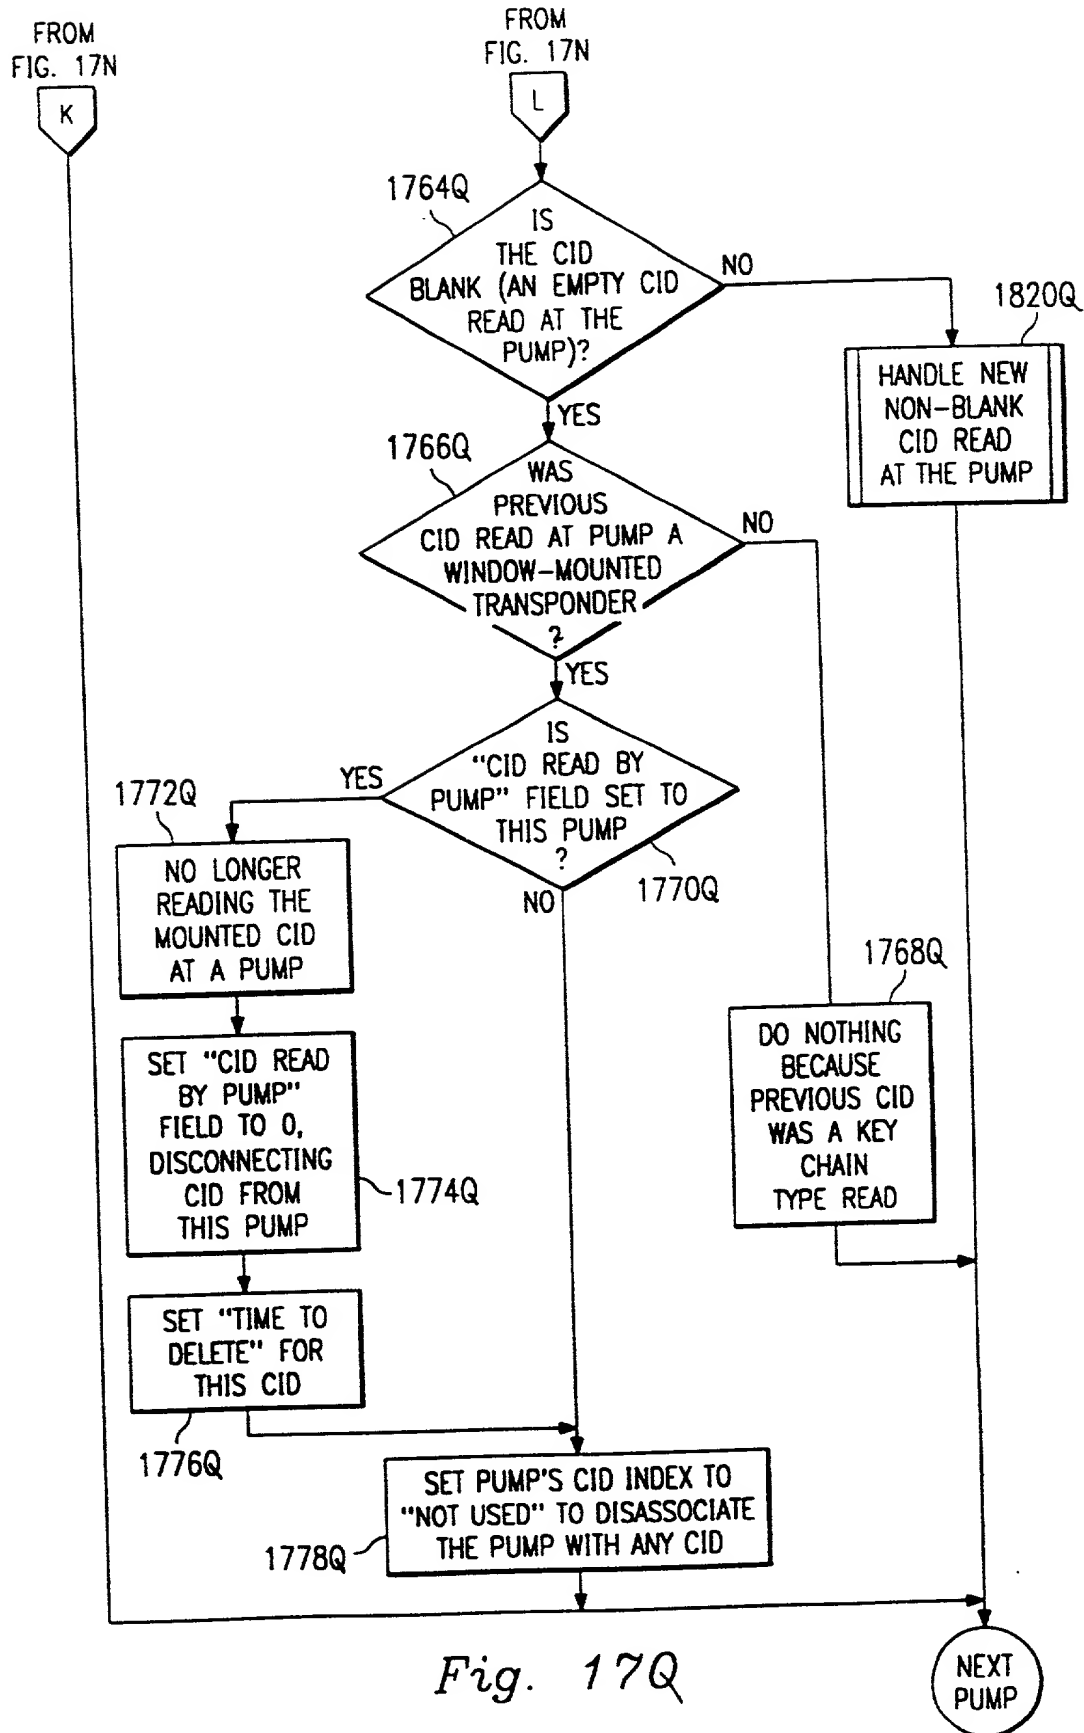 FROM
FIG. 17N
K
FROM
FIG. 17N
L
1764Q
IS
THE CID
BLANK (AN EMPTY CID
READ AT THE
PUMP)?
NO
YES
1820Q
HANDLE NEW
NON-BLANK
CID READ
AT THE PUMP
1766Q
WAS
PREVIOUS
CID READ AT PUMP A
WINDOW-MOUNTED
TRANSPONDER
?
NO
YES
IS
"CID READ BY
PUMP" FIELD SET TO
THIS PUMP
?
1770Q
YES
NO
1772Q
NO LONGER
READING THE
MOUNTED CID
AT A PUMP
1768Q
DO NOTHING
BECAUSE
PREVIOUS CID
WAS A KEY
CHAIN
TYPE READ
SET "CID READ
BY PUMP"
FIELD TO 0,
DISCONNECTING
CID FROM
THIS PUMP
1774Q
SET "TIME TO
DELETE" FOR
THIS CID
1776Q
SET PUMP'S CID INDEX TO
"NOT USED" TO DISASSOCIATE
THE PUMP WITH ANY CID
1778Q
NEXT
PUMP
Fig. 17Q